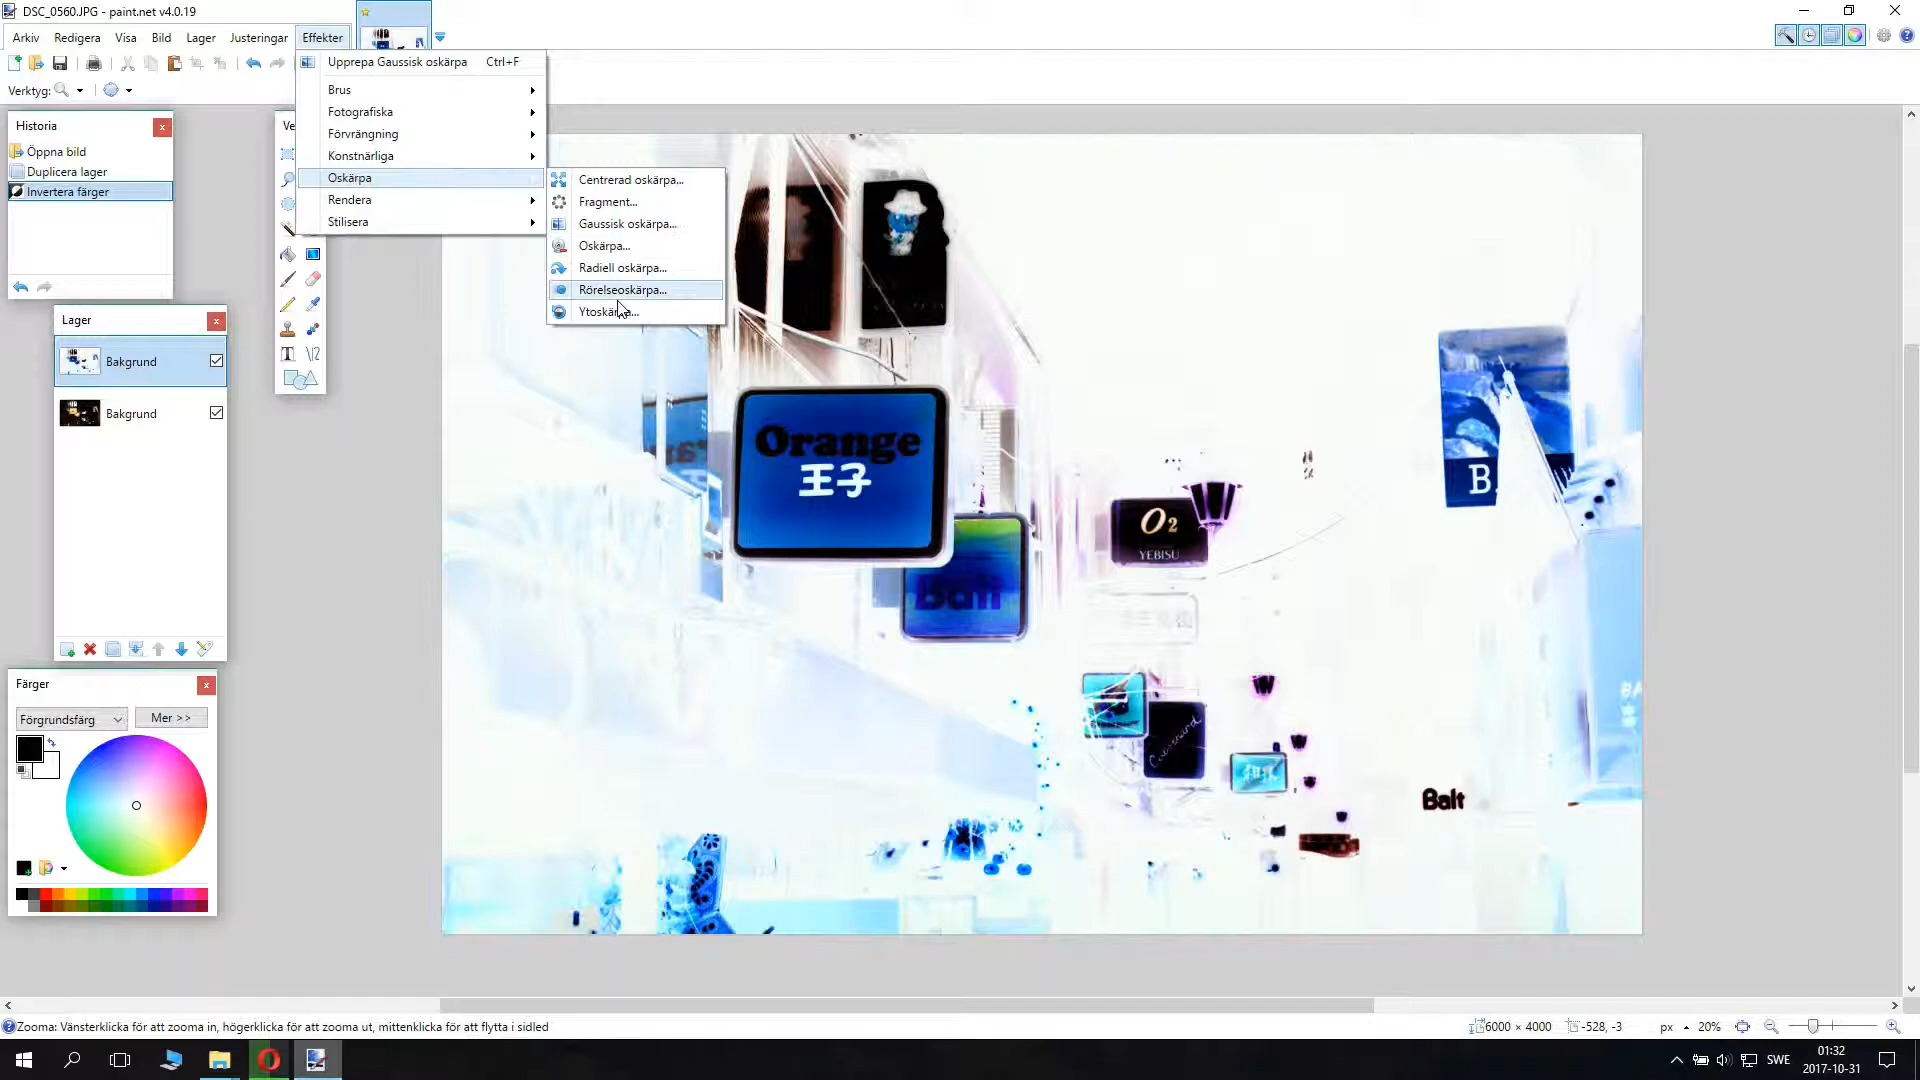 DSC_0560.JPG - paint.net v4.0.19
Arkiv Redigera Visa Bild Lager Justeringar Effekter
Verktyg:
Upprepa Gaussisk oskärpa Ctrl+F
Brus
Fotografiska
Förvrängning
Konstnärliga
Oskärpa
Rendera
Stilisera
Centrerad oskärpa...
Fragment...
Gaussisk oskärpa...
Oskärpa...
Radiell oskärpa...
Rörelseoskärpa...
Historia
Öppna bild
Duplicera lager
Invertera färger
Ve
Lager
Bakgrund
Bakgrund
Färger
Förgrundsfärg
Mer >>
Orange
王子
Bali
O2
YEBISU
B
Balt
Zooma: Vänsterklicka för att zooma in, högerklicka för att zooma ut, mittenklicka för att flytta i sidled
6000 × 4000
-528, -3
px
20%
SWE
01:32
2017-10-31